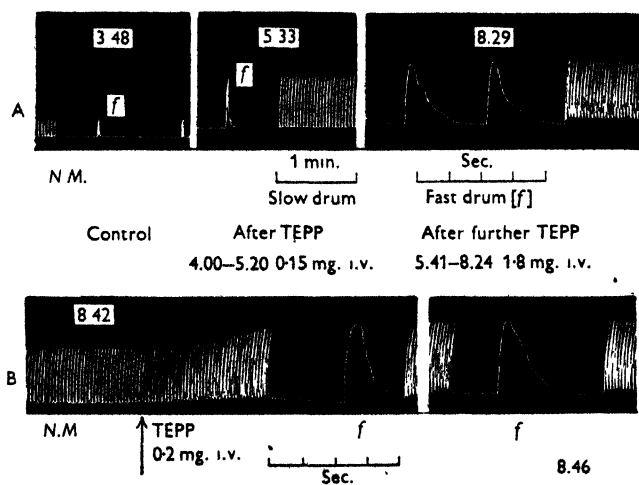 3 48
5 33
8.29
f
f
A
N M.
1 min.
Sec.
Slow drum
Fast drum [f]
Control
After TEPP
After further TEPP
4.00–5.20 0·15 mg. i.v.
5.41–8.24 1·8 mg. i.v.
8 42
B
N.M
TEPP
f
f
0·2 mg. i.v.
Sec.
8.46